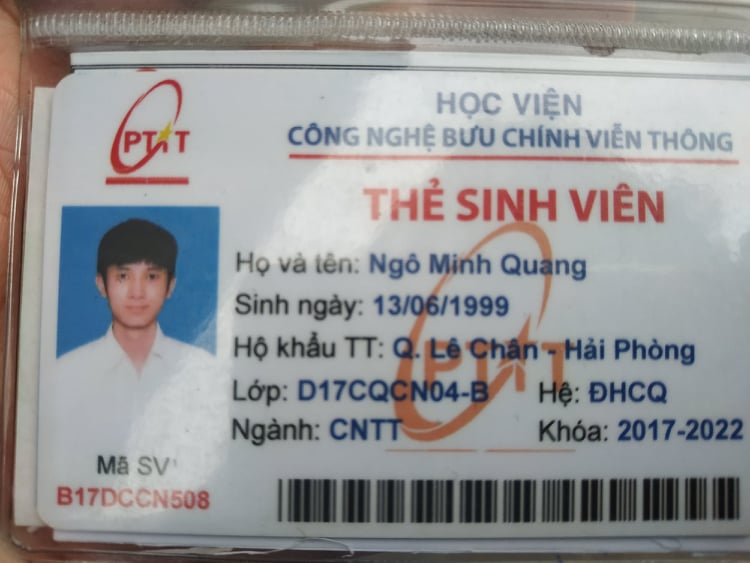 PTIT
HỌC VIỆN
CÔNG NGHỆ BƯU CHÍNH VIỄN THÔNG
THẺ SINH VIÊN
Họ và tên: Ngô Minh Quang
Sinh ngày: 13/06/1999
Hộ khẩu TT: Q. Lê Chân - Hải Phòng
PTIT
Lớp: D17CQCN04-B Hệ: ĐHCQ
Ngành: CNTT Khóa: 2017-2022
Mã SV
B17DCCN508